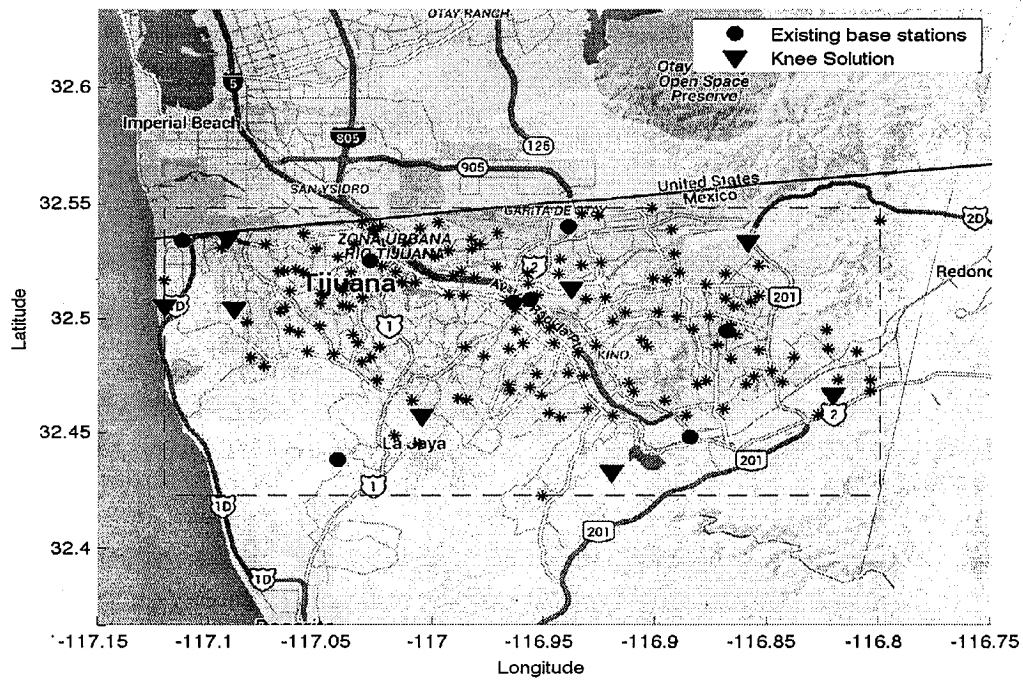 OTAY RANCH
Existing base stations
Knee Solution
Otay
Open Space
Preserve
32.6
5
Imperial Beach
805
125
905
SAN YSIDRO
United States
Mexico
32.55
GARITA DE OTAY
2D
ZONA URBANA
RIO TIJUANA
2
Tijuana
Redond
201
Latitude
32.5
1
KINO
2
32.45
La Joya
201
1
1D
201
32.4
1D
-117.15
-117.1
-117.05
-117
-116.95
-116.9
-116.85
-116.8
-116.75
Longitude